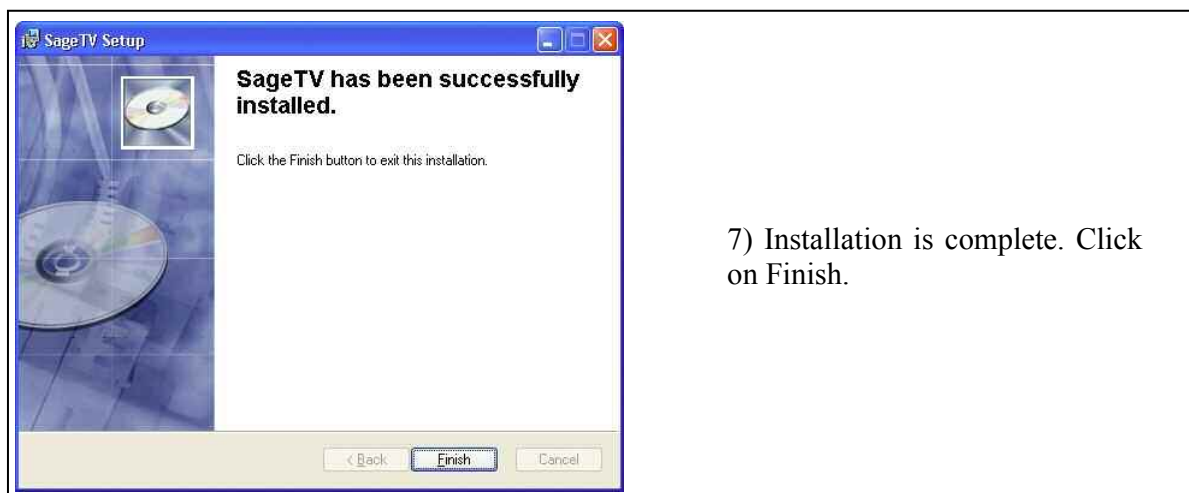 SageTV Setup
SageTV has been successfully
installed.
Click the Finish button to exit this installation.
7) Installation is complete. Click
on Finish.
< Back
Finish
Cancel